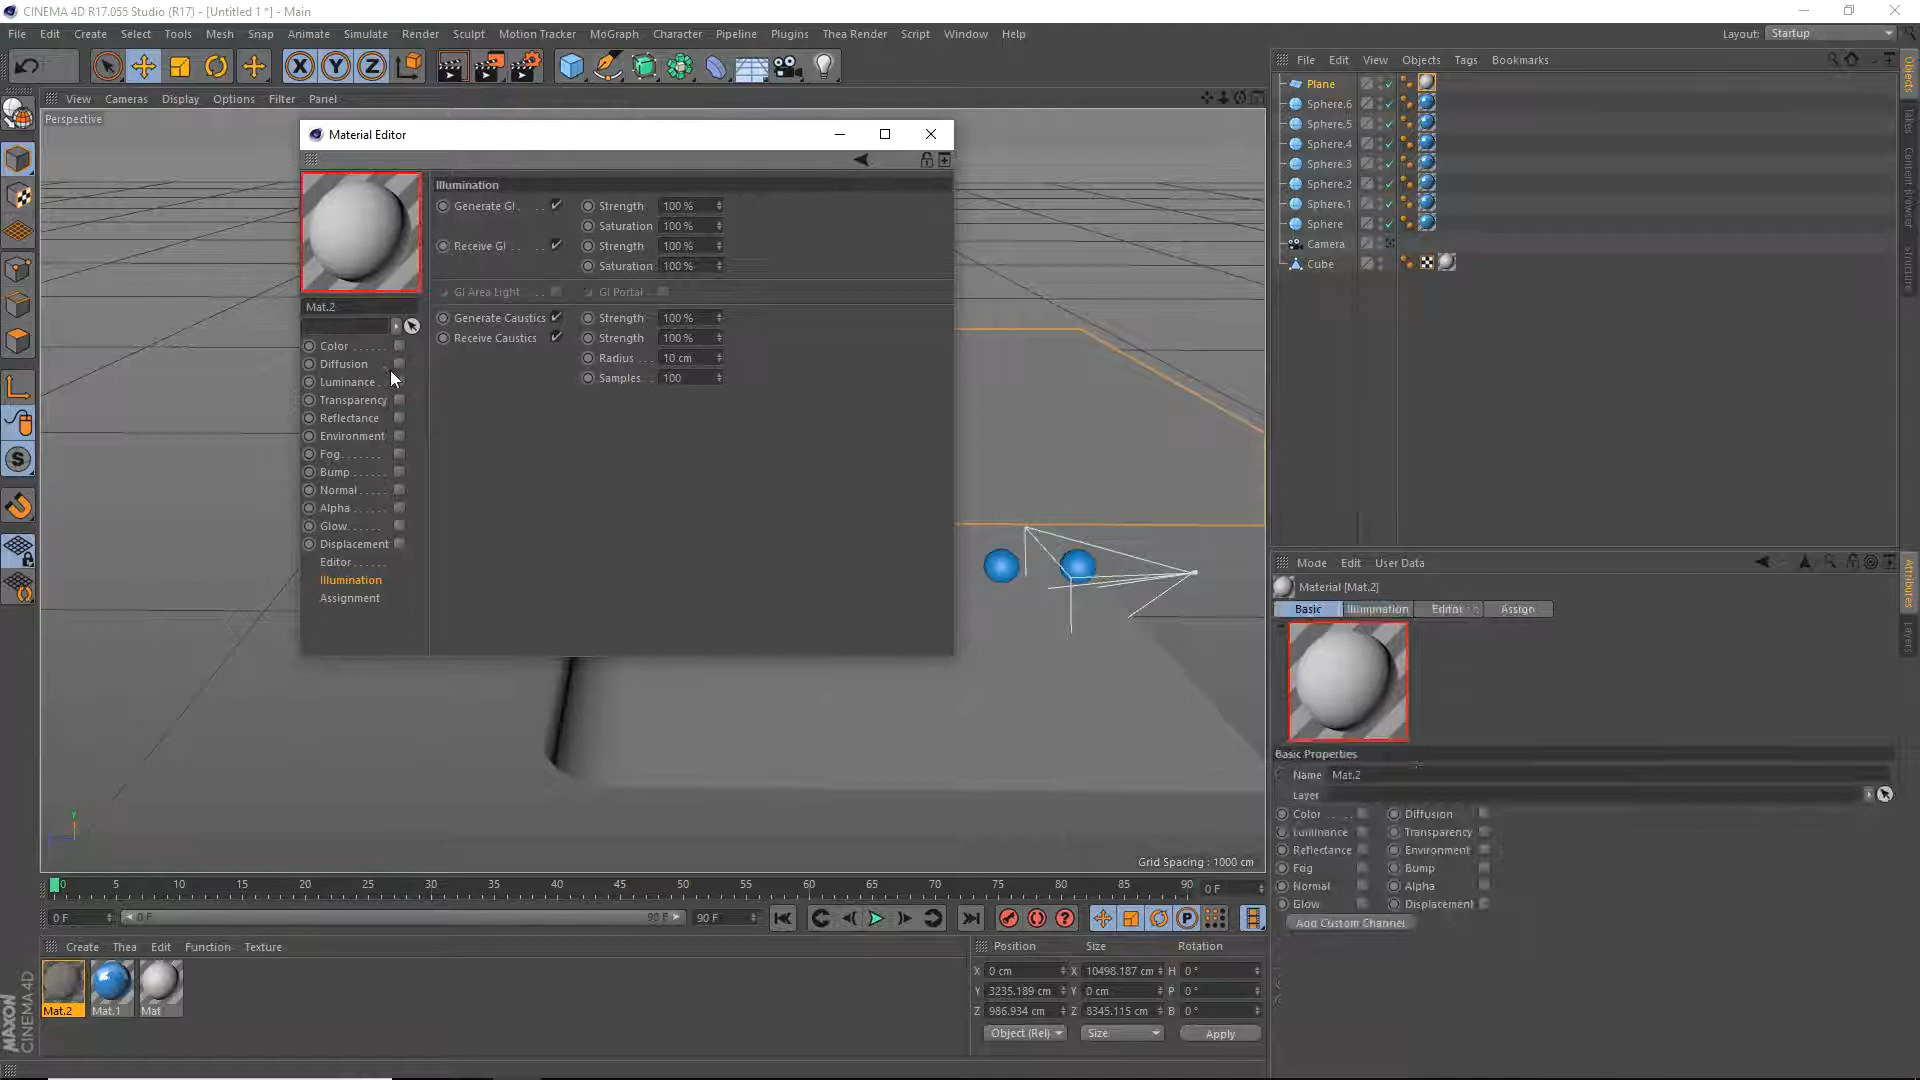 CINEMA 4D R17.055 Studio (R17) - [Untitled 1 *] - Main
File Edit Create Select Tools Mesh Snap Animate Simulate Render Sculpt Motion Tracker MoGraph Character Pipeline Plugins Thea Render Script Window Help
Layout: Startup
View Cameras Display Options Filter Panel
Perspective
Material Editor
Illumination
Generate GI Strength 100 %
Saturation 100 %
Receive GI Strength 100 %
Saturation 100 %
GI Area Light GI Portal
Generate Caustics Strength 100 %
Receive Caustics Strength 100 %
Radius 10 cm
Samples 100
Mat.2
Color
Diffusion
Luminance
Transparency
Reflectance
Environment
Fog
Bump
Normal
Alpha
Glow
Displacement
Editor
Illumination
Assignment
Grid Spacing : 1000 cm
File Edit View Objects Tags Bookmarks
Plane
Sphere.6
Sphere.5
Sphere.4
Sphere.3
Sphere.2
Sphere.1
Sphere
Camera
Cube
Objects
Takes
Content Browser
Structure
Mode Edit User Data
Material [Mat.2]
Basic Illumination Editor Assign
Basic Properties
Name Mat.2
Layer
Color Diffusion
Luminance Transparency
Reflectance Environment
Fog Bump
Normal Alpha
Glow Displacement
Add Custom Channel
Attributes
Layers
0 5 10 15 20 25 30 35 40 45 50 55 60 65 70 75 80 85 90 0 F
0 F 0 F 90 F 90 F
Create Thea Edit Function Texture
Mat.2 Mat.1 Mat
Position Size Rotation
X 0 cm X 10498.187 cm H 0 °
Y 3235.189 cm Y 0 cm P 0 °
Z 986.934 cm Z 8345.115 cm B 0 °
Object (Rel) Size Apply
MAXON
CINEMA 4D